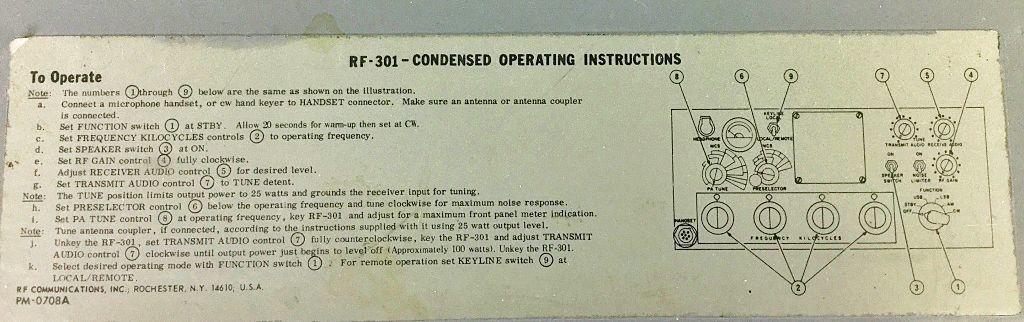 RF-301 – CONDENSED OPERATING INSTRUCTIONS
To Operate
Note: The numbers ① through ⑨ below are the same as shown on the illustration.
a. Connect a microphone handset, or cw hand keyer to HANDSET connector. Make sure an antenna or antenna coupler
is connected.
b. Set FUNCTION switch ① at STBY. Allow 20 seconds for warm-up then set at CW.
c. Set FREQUENCY KILOCYCLES controls ② to operating frequency.
d. Set SPEAKER switch ③ at ON.
e. Set RF GAIN control ④ fully clockwise.
f. Adjust RECEIVER AUDIO control ⑤ for desired level.
g. Set TRANSMIT AUDIO control ⑦ to TUNE detent.
Note: The TUNE position limits output power to 25 watts and grounds the receiver input for tuning.
h. Set PRESELECTOR control ⑥ below the operating frequency and tune clockwise for maximum noise response.
i. Set PA TUNE control ⑧ at operating frequency, key RF-301 and adjust for a maximum front panel meter indication.
Note: Tune antenna coupler, if connected, according to the instructions supplied with it using 25 watt output level.
j. Unkey the RF-301, set TRANSMIT AUDIO control ⑦ fully counterclockwise, key the RF-301 and adjust TRANSMIT
AUDIO control ⑦ clockwise until output power just begins to level off (Approximately 100 watts). Unkey the RF-301.
k. Select desired operating mode with FUNCTION switch ①. For remote operation set KEYLINE switch ⑨ at
LOCAL/REMOTE.
RF COMMUNICATIONS, INC., ROCHESTER, N.Y. 14610, U.S.A.
PM-0708A
⑧ ⑥ ⑨ ⑦ ⑤ ④
KEYLINE
LOCAL
HEADPHONE
LOCAL/REMOTE
TUNE
TRANSMIT AUDIO RECEIVE AUDIO
MCS MCS
ON ON
PA TUNE PRESELECTOR
SPEAKER
SWITCH
NOISE
RF GAIN
FUNCTION
USB LSB
STBY AM
OFF CW
HANDSET
FREQUENCY KILOCYCLES
② ③ ①